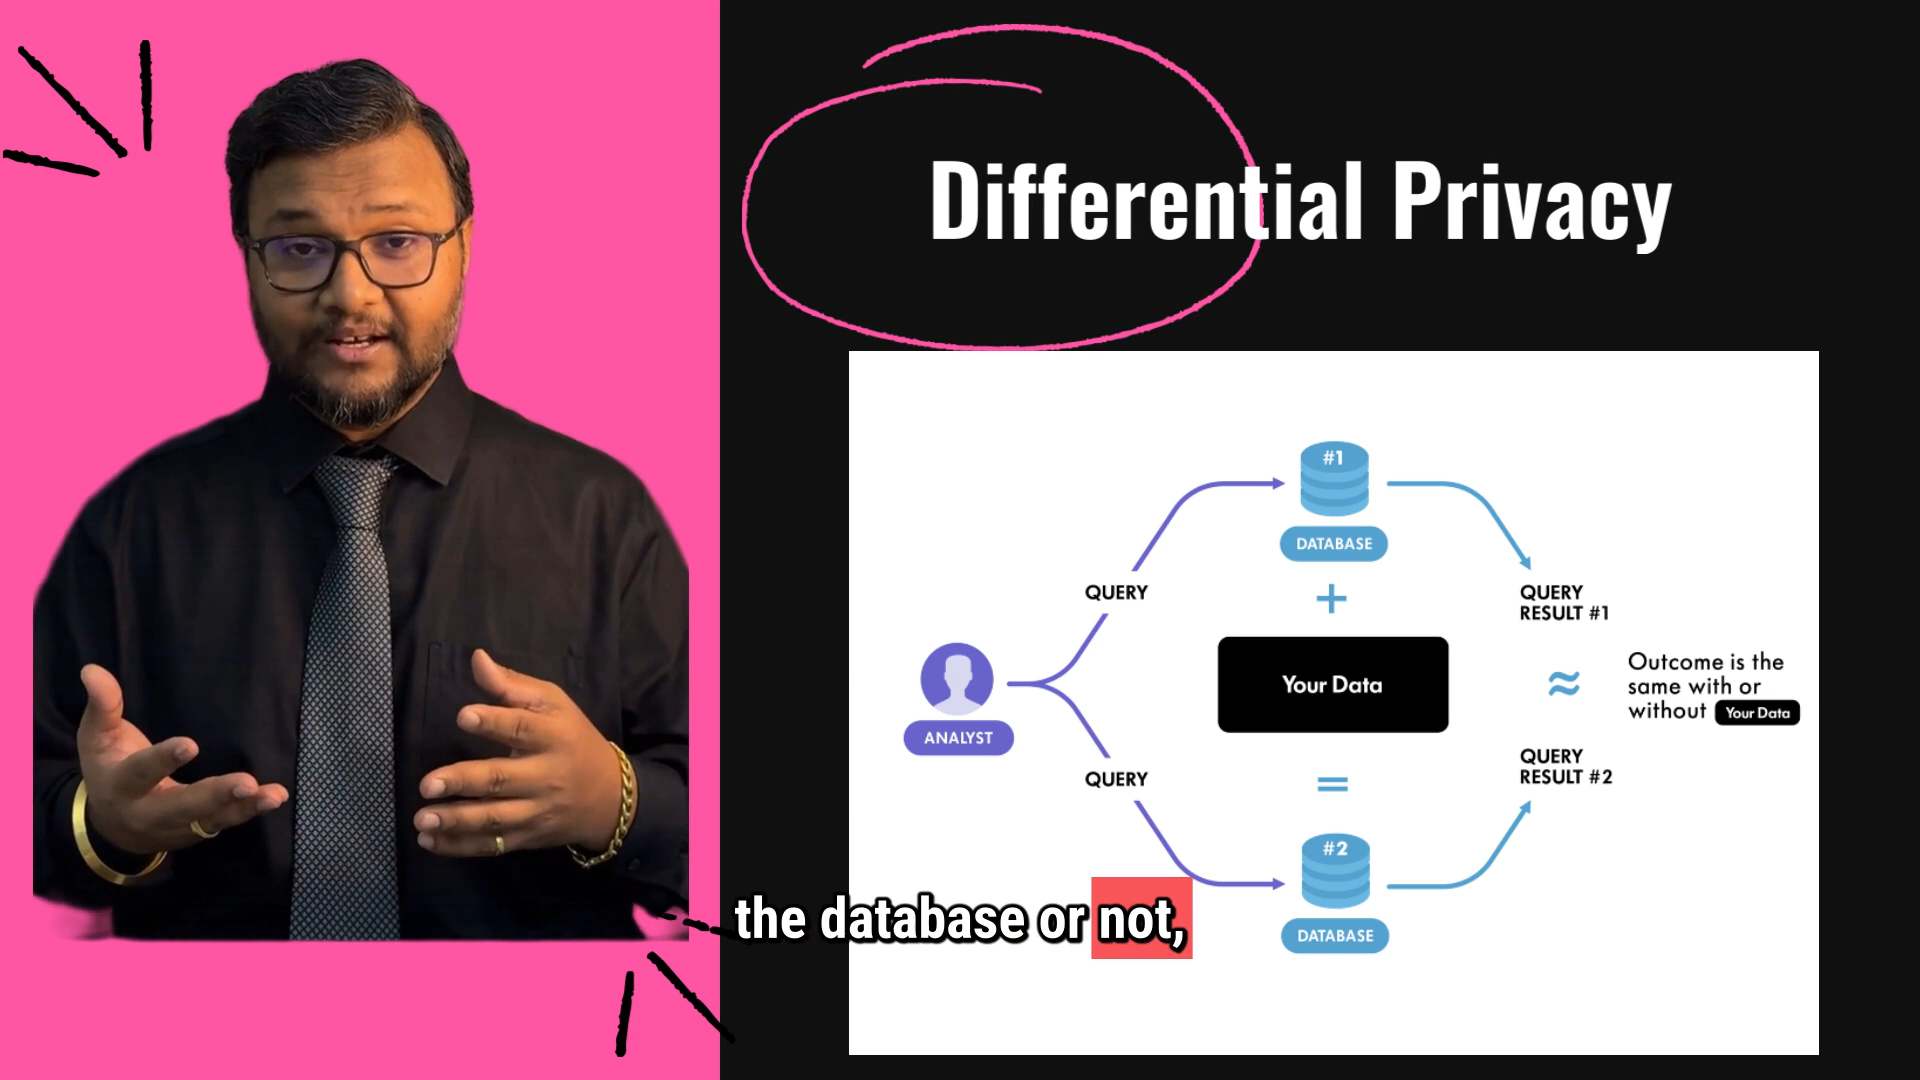 Differential Privacy
#1
DATABASE
+
QUERY
QUERY
RESULT #1
Your Data
ANALYST
≈
Outcome is the
same with or
without Your Data
QUERY
=
QUERY
RESULT #2
#2
DATABASE
the database or not,